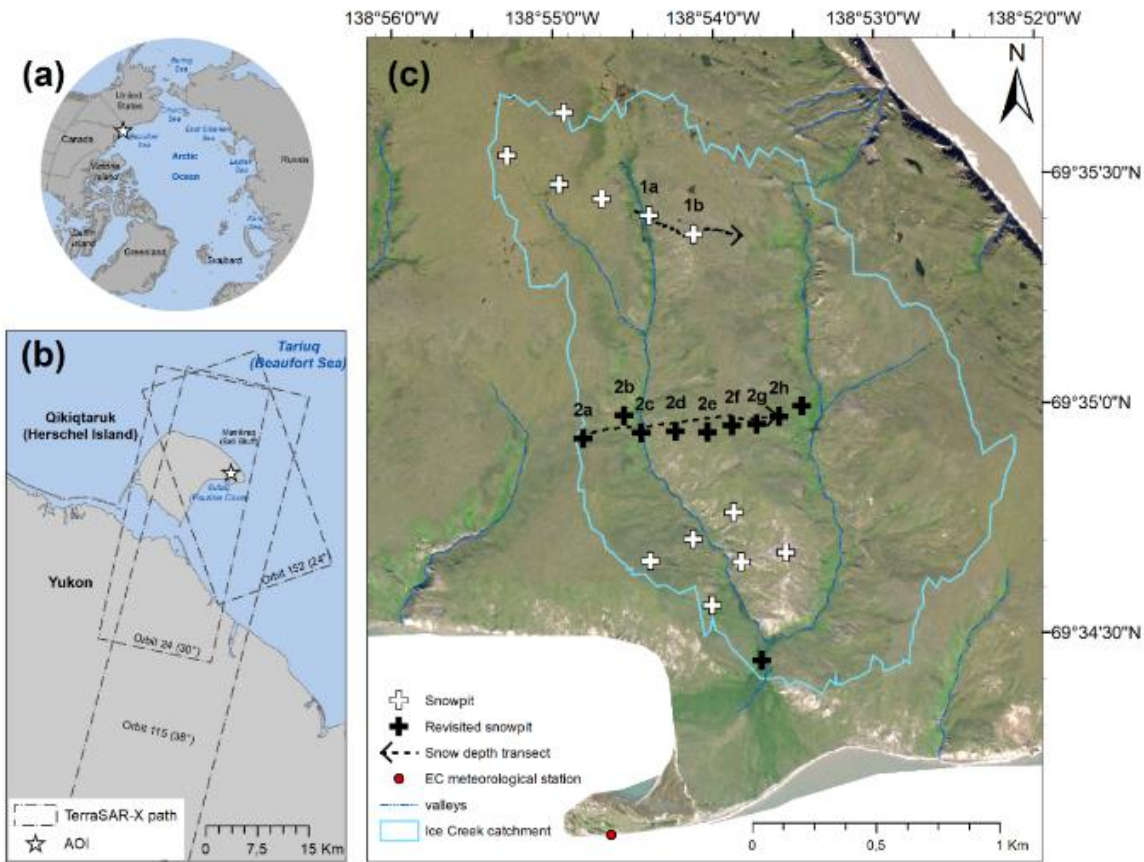 138°56'0"W
138°55'0"W
138°54'0"W
138°53'0"W
138°52'0"W
(a)
Bering
Sea
United
States
Canada
Arctic
Ocean
Russia
Greenland
Svalbard
(b)
Tariuq
(Beaufort Sea)
Qikiqtaruk
(Herschel Island)
Yukon
Orbit 152 (24°)
Orbit 24 (30°)
Orbit 115 (38°)
TerraSAR-X path
AOI
0
7,5
15 Km
(c)
N
69°35'30"N
69°35'0"N
69°34'30"N
1a
1b
2a
2b
2c
2d
2e
2f
2g
2h
Snowpit
Revisited snowpit
Snow depth transect
EC meteorological station
valleys
Ice Creek catchment
0
0,5
1 Km